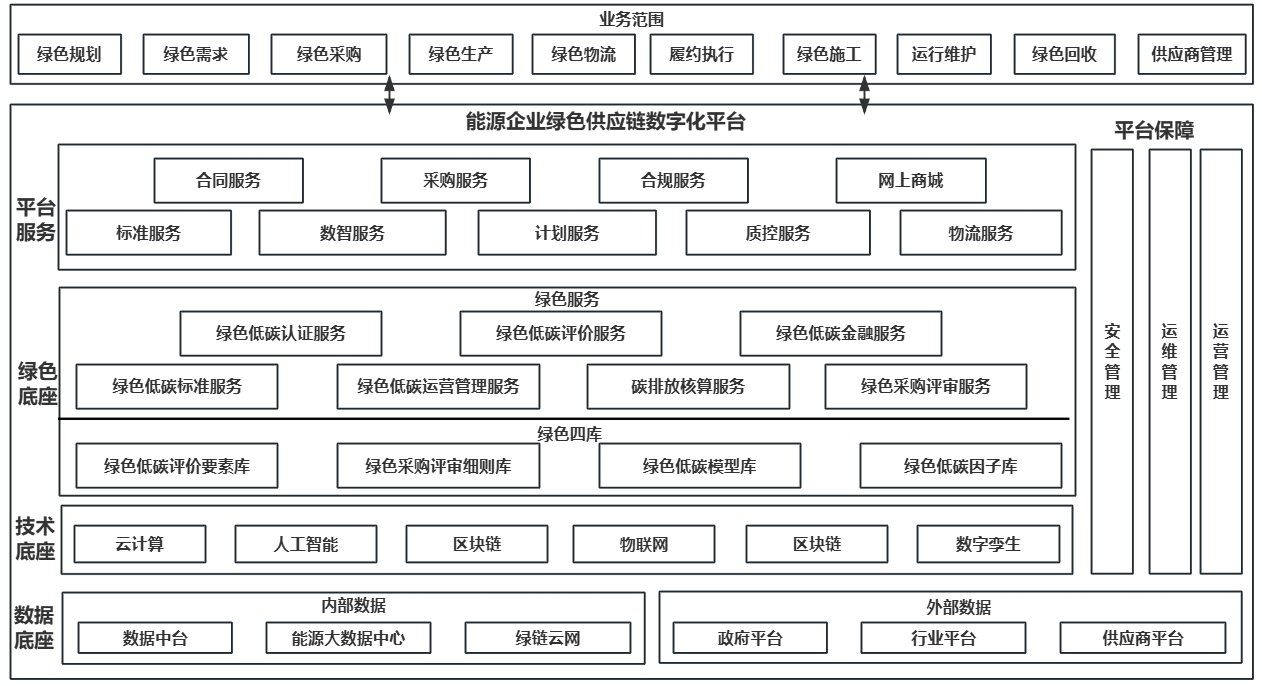 业务范围
绿色规划 绿色需求 绿色采购 绿色生产 绿色物流 履约执行 绿色施工 运行维护 绿色回收 供应商管理
能源企业绿色供应链数字化平台
平台保障
平台服务
合同服务 采购服务 合规服务 网上商城
标准服务 数智服务 计划服务 质控服务 物流服务
绿色底座
绿色服务
绿色低碳认证服务 绿色低碳评价服务 绿色低碳金融服务
绿色低碳标准服务 绿色低碳运营管理服务 碳排放核算服务 绿色采购评审服务
绿色四库
绿色低碳评价要素库 绿色采购评审细则库 绿色低碳模型库 绿色低碳因子库
安全管理 运维管理 运营管理
技术底座
云计算 人工智能 区块链 物联网 区块链 数字孪生
数据底座
内部数据
数据中台 能源大数据中心 绿链云网
外部数据
政府平台 行业平台 供应商平台